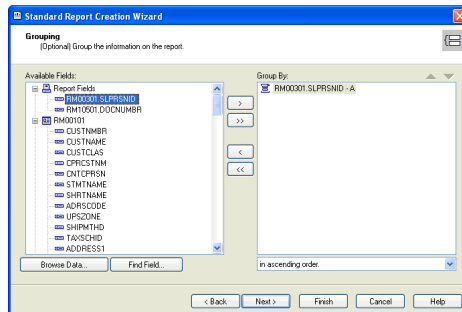 Standard Report Creation Wizard
Grouping
(Optional) Group the information on the report.
Available Fields:
Report Fields
RM00301.SLPRSNID
RM10501.DOCNUMBR
RM00101
CUSTNMBR
CUSTNAME
CUSTCLAS
CPRCSTNM
CNTCPRSN
STMTNAME
SHRTNAME
ADRSCODE
UPSZONE
SHIPMTHD
TAXSCHID
ADDRESS1
Browse Data...
Find Field...
>
>>
<
<<
Group By:
RM00301.SLPRSNID - A
in ascending order.
< Back
Next >
Finish
Cancel
Help